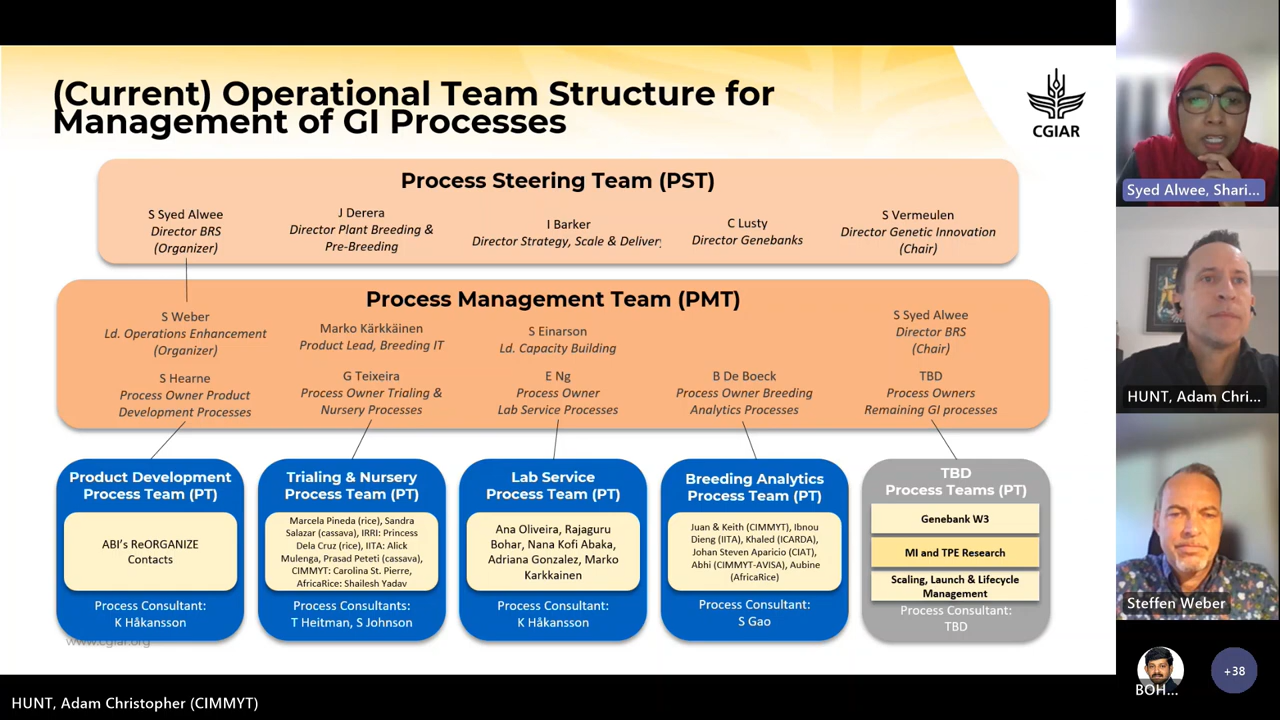 (Current) Operational Team Structure for
Management of GI Processes
CGIAR
Process Steering Team (PST)
S Syed Alwee
Director BRS
(Organizer)
J Derera
Director Plant Breeding &
Pre-Breeding
I Barker
Director Strategy, Scale & Delivery
C Lusty
Director Genebanks
S Vermeulen
Director Genetic Innovation
(Chair)
Process Management Team (PMT)
S Weber
Ld. Operations Enhancement
(Organizer)
Marko Kärkkäinen
Product Lead, Breeding IT
S Einarson
Ld. Capacity Building
S Syed Alwee
Director BRS
(Chair)
S Hearne
Process Owner Product
Development Processes
G Teixeira
Process Owner Trialing &
Nursery Processes
E Ng
Process Owner
Lab Service Processes
B De Boeck
Process Owner Breeding
Analytics Processes
TBD
Process Owners
Remaining GI processes
Product Development
Process Team (PT)
ABI's ReORGANIZE
Contacts
Process Consultant:
K Håkansson
Trialing & Nursery
Process Team (PT)
Marcela Pineda (rice), Sandra
Salazar (cassava), IRRI: Princess
Dela Cruz (rice), IITA: Alick
Mulenga, Prasad Peteti (cassava),
CIMMYT: Carolina St. Pierre,
AfricaRice: Shailesh Yadav
Process Consultants:
T Heitman, S Johnson
Lab Service
Process Team (PT)
Ana Oliveira, Rajaguru
Bohar, Nana Kofi Abaka,
Adriana Gonzalez, Marko
Karkkainen
Process Consultant:
K Håkansson
Breeding Analytics
Process Team (PT)
Juan & Keith (CIMMYT), Ibnou
Dieng (IITA), Khaled (ICARDA),
Johan Steven Aparicio (CIAT),
Abhi (CIMMYT-AVISA), Aubine
(AfricaRice)
Process Consultant:
S Gao
TBD
Process Teams (PT)
Genebank W3
MI and TPE Research
Scaling, Launch & Lifecycle
Management
Process Consultant:
TBD
www.cgiar.org
Syed Alwee, Shari...
HUNT, Adam Chri...
Steffen Weber
BOH...
+38
HUNT, Adam Christopher (CIMMYT)